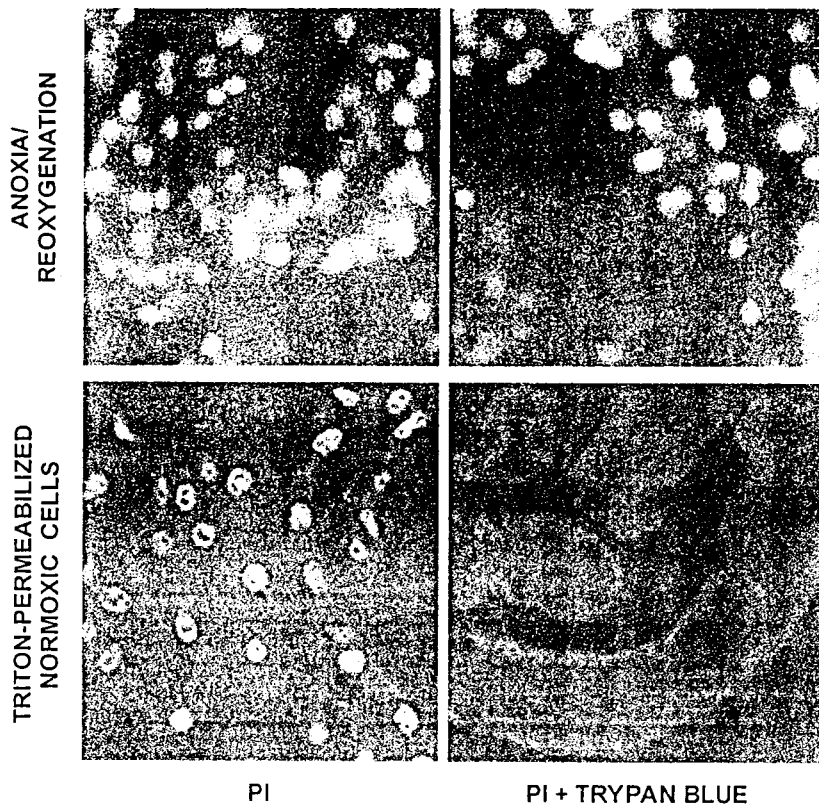 ANOXIA/
REOXYGENATION
TRITON-PERMEABILIZED
NORMOXIC CELLS
PI
PI + TRYPAN BLUE